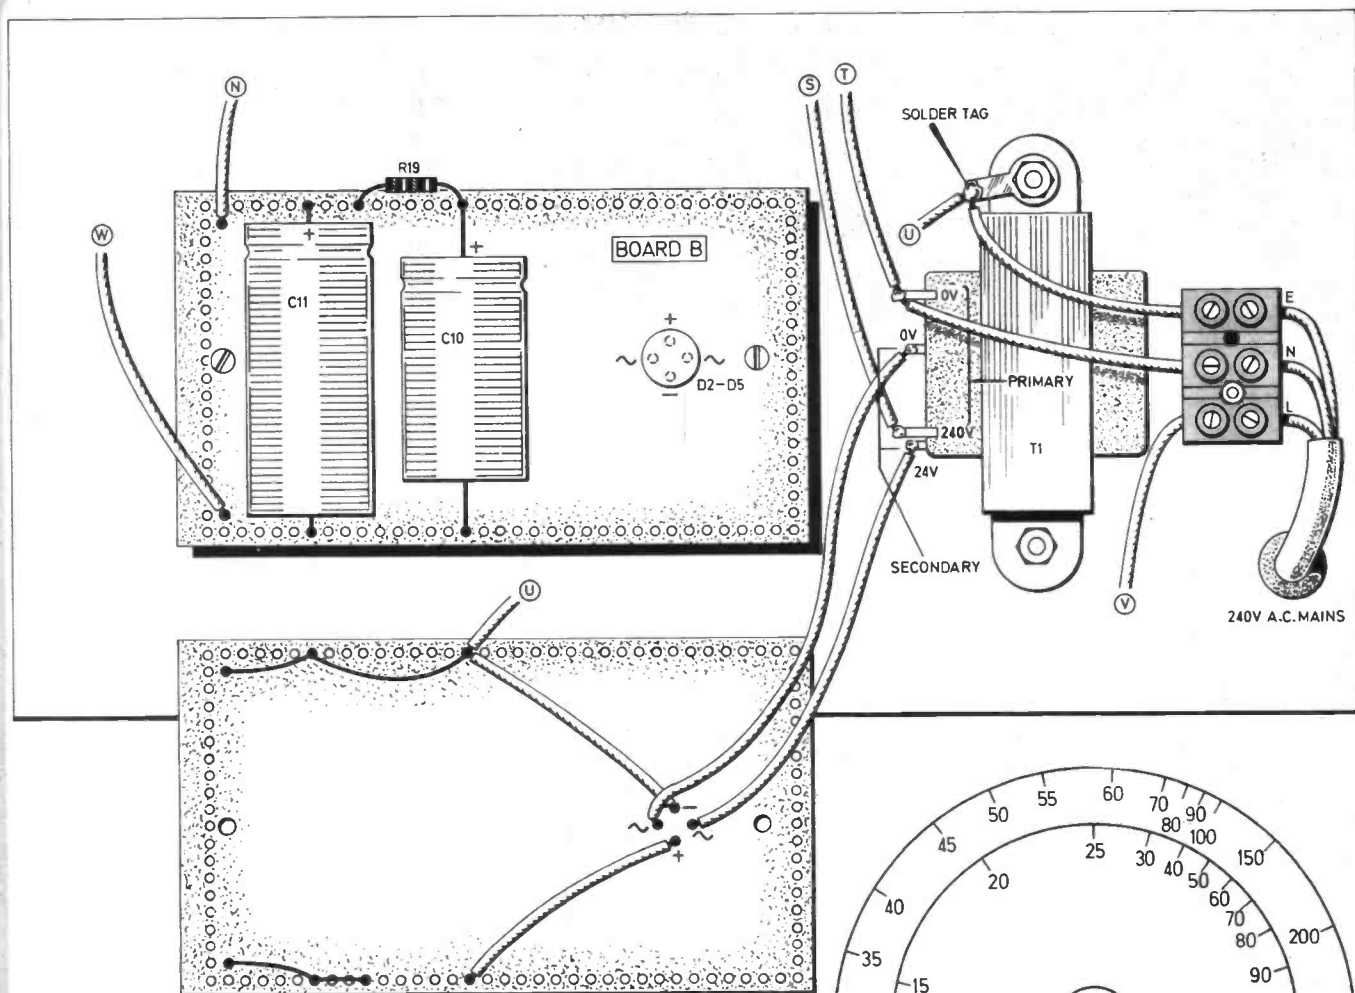 N
S
T
SOLDER TAG
R19
W
U
BOARD B
+
+
C11
C10
+
~
~
D2-D5
−
0V
0V
PRIMARY
240V
24V
T1
E
N
L
SECONDARY
V
240V A.C. MAINS
U
−
~
~
+
35
40
45
50
55
60
70
80
90
100
150
200
15
20
25
30
40
50
60
70
80
90